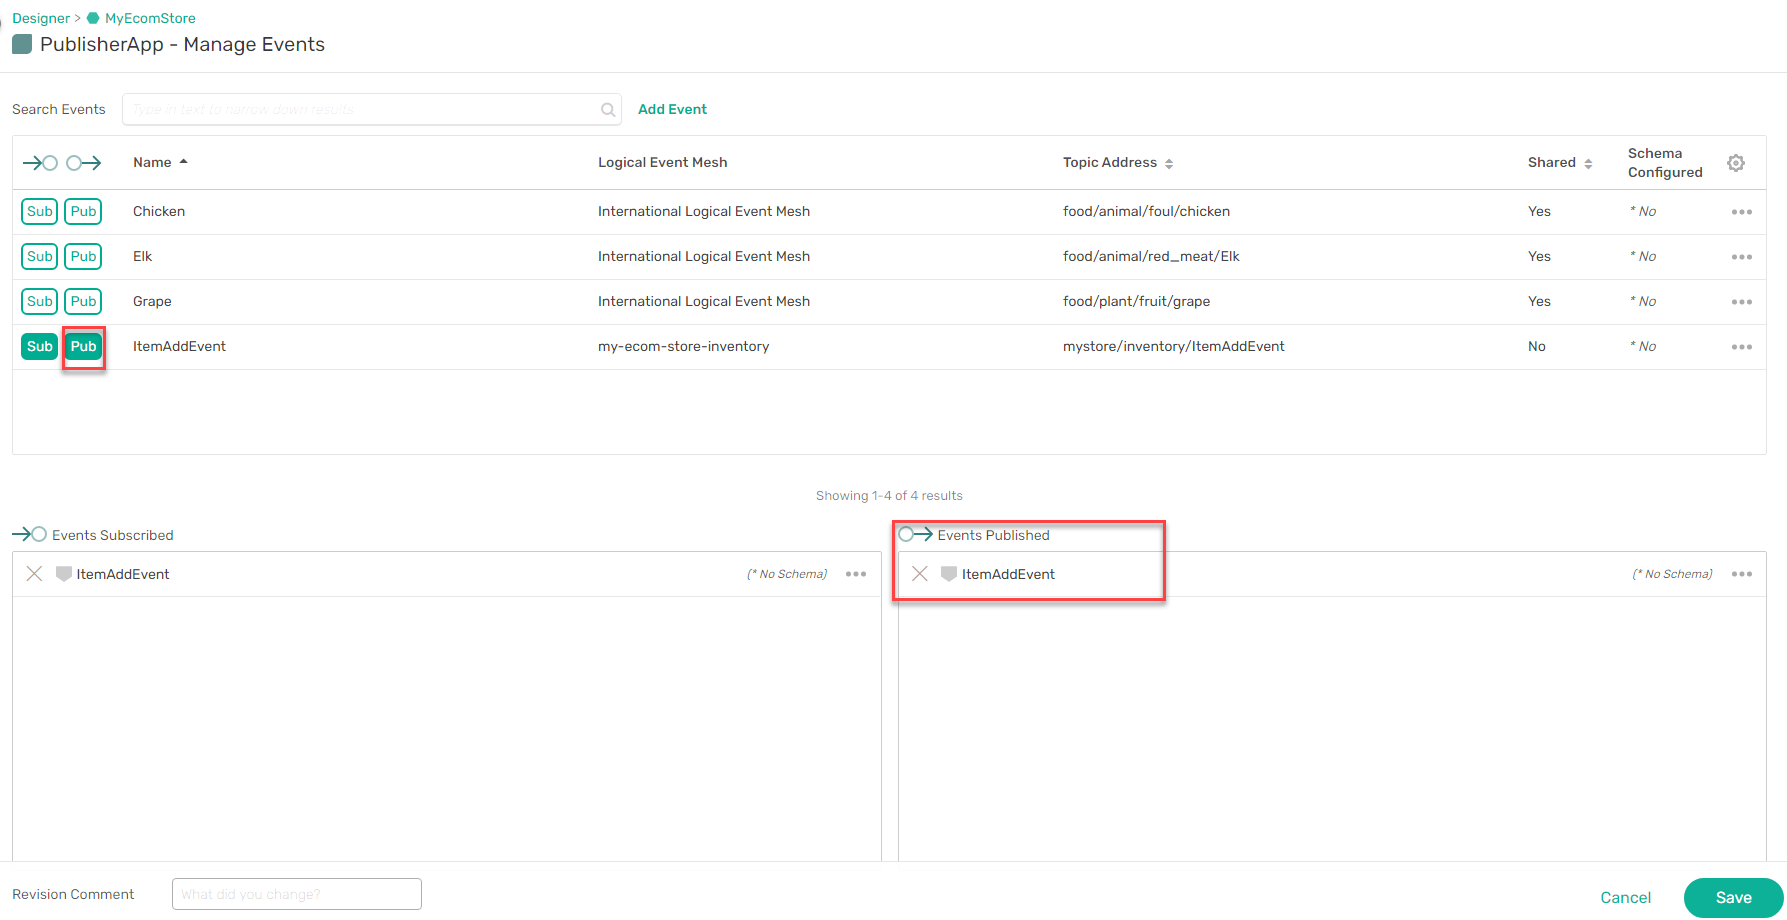 Designer > MyEcomStore
PublisherApp - Manage Events
Search Events Type in text to narrow down results Add Event
Name Logical Event Mesh Topic Address Shared Schema Configured
Sub Pub Chicken International Logical Event Mesh food/animal/foul/chicken Yes * No
Sub Pub Elk International Logical Event Mesh food/animal/red_meat/Elk Yes * No
Sub Pub Grape International Logical Event Mesh food/plant/fruit/grape Yes * No
Sub Pub ItemAddEvent my-ecom-store-inventory mystore/inventory/ItemAddEvent No * No
Showing 1-4 of 4 results
Events Subscribed Events Published
ItemAddEvent (* No Schema) ItemAddEvent (* No Schema)
Revision Comment What did you change? Cancel Save